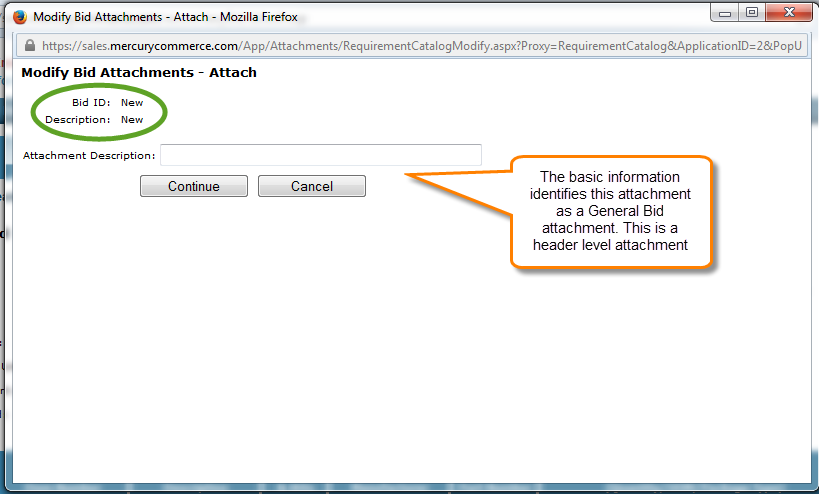 Modify Bid Attachments - Attach - Mozilla Firefox
https://sales.mercurycommerce.com/App/Attachments/RequirementCatalogModify.aspx?Proxy=RequirementCatalog&ApplicationID=2&PopU
Modify Bid Attachments - Attach
Bid ID: New
Description: New
Attachment Description:
Continue Cancel
The basic information
identifies this attachment
as a General Bid
attachment. This is a
header level attachment